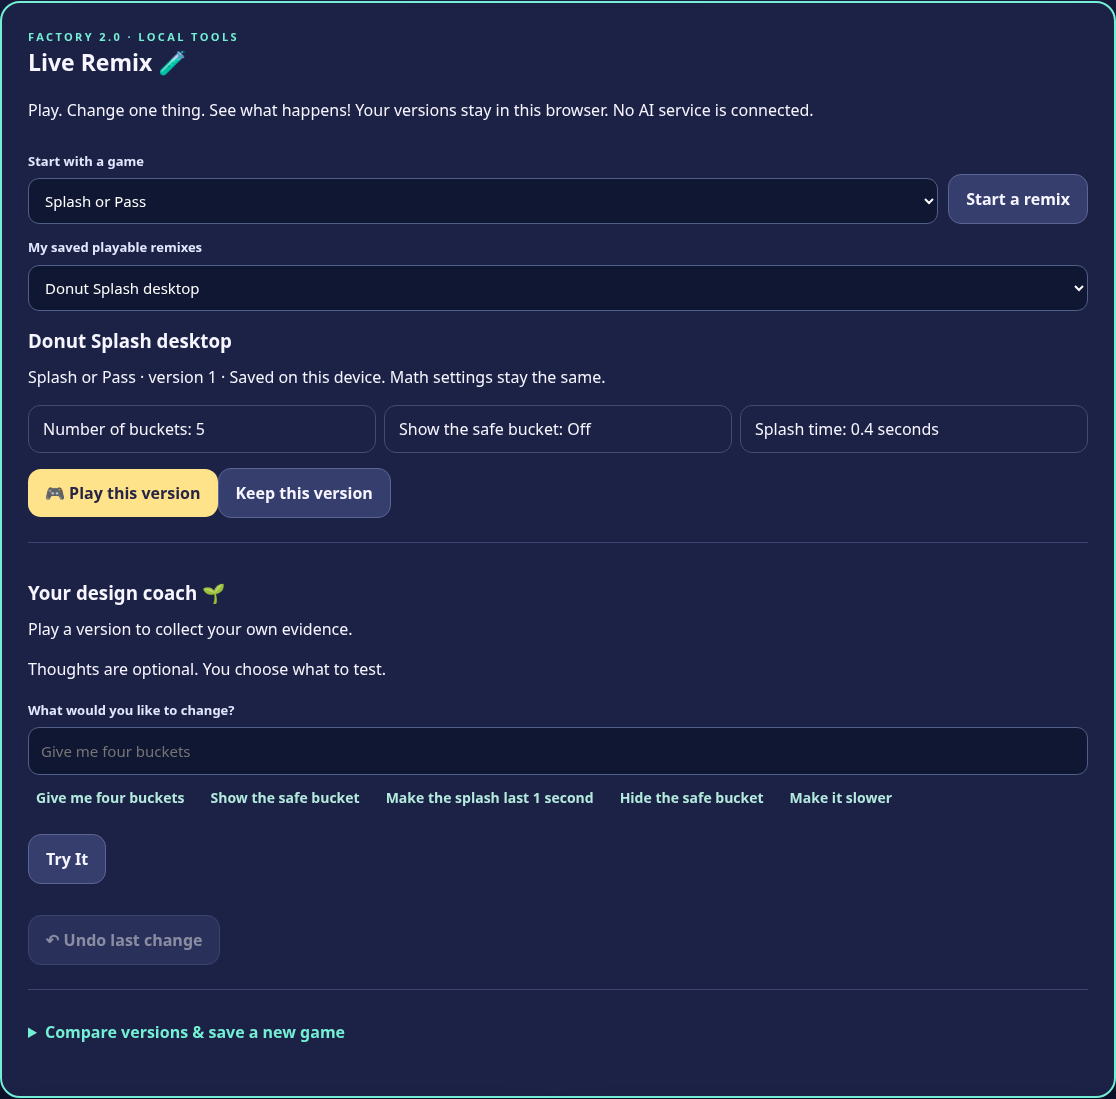 FACTORY 2.0 · LOCAL TOOLS
Live Remix 🧪
Play. Change one thing. See what happens! Your versions stay in this browser. No AI service is connected.
Start with a game
Splash or Pass
Start a remix
My saved playable remixes
Donut Splash desktop
Donut Splash desktop
Splash or Pass · version 1 · Saved on this device. Math settings stay the same.
Number of buckets: 5
Show the safe bucket: Off
Splash time: 0.4 seconds
🎮 Play this version
Keep this version
Your design coach 🌱
Play a version to collect your own evidence.
Thoughts are optional. You choose what to test.
What would you like to change?
Give me four buckets
Give me four buckets
Show the safe bucket
Make the splash last 1 second
Hide the safe bucket
Make it slower
Try It
↶ Undo last change
▶ Compare versions & save a new game